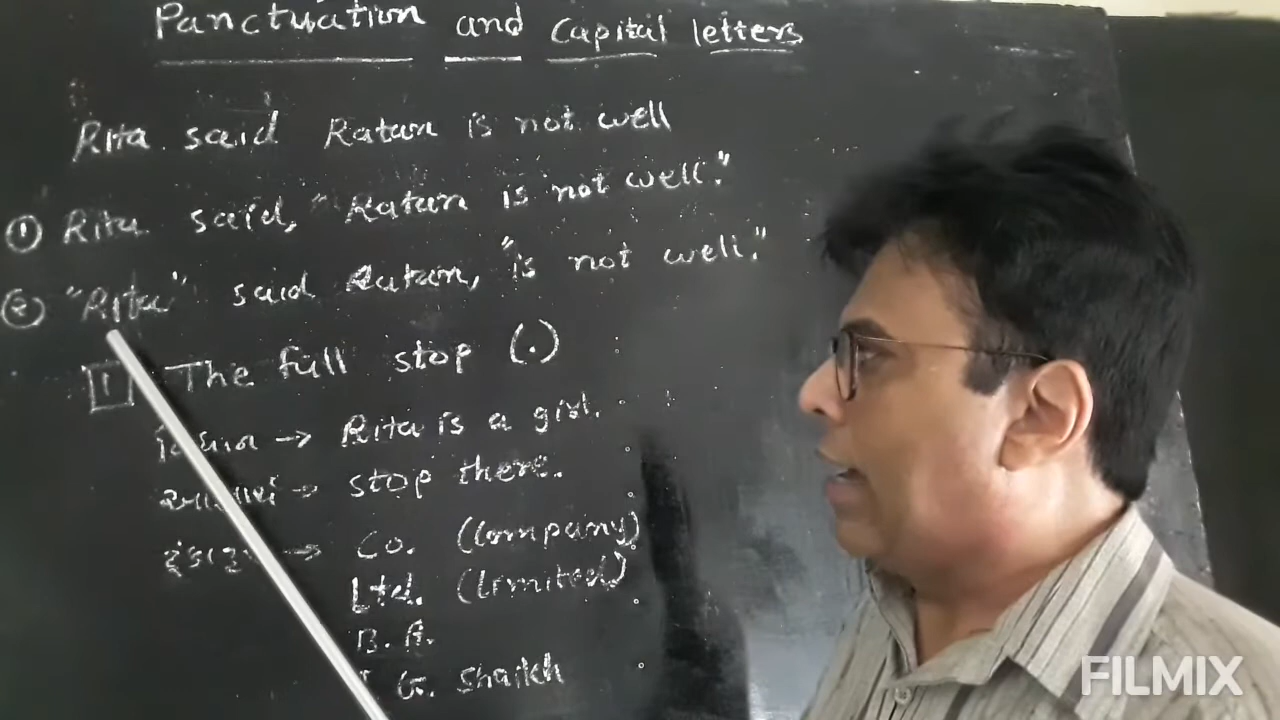 Panctuation and Capital letters
Rita said Ratan is not well
① Rita said, "Ratan is not well."
② "Rita" said Ratan, "is not well."
1 The full stop (.)
→ Rita is a girl.
→ stop there.
→ Co. (Company)
Ltd. (Limited)
B.A.
G. Shaikh
FILMIX